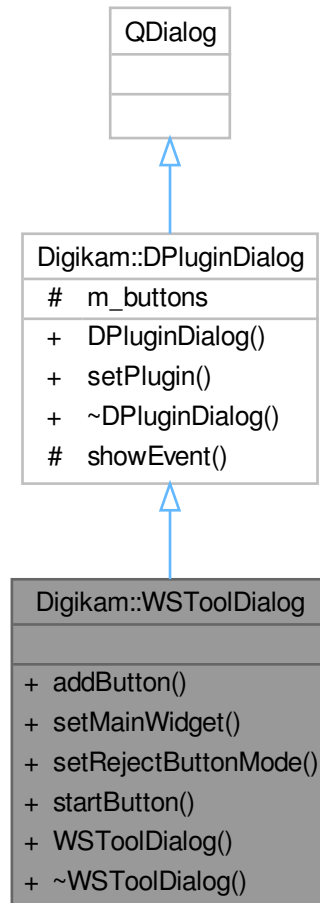 QDialog
Digikam::DPluginDialog
# m_buttons
+ DPluginDialog()
+ setPlugin()
+ ~DPluginDialog()
# showEvent()
Digikam::WSToolDialog
+ addButton()
+ setMainWidget()
+ setRejectButtonMode()
+ startButton()
+ WSToolDialog()
+ ~WSToolDialog()